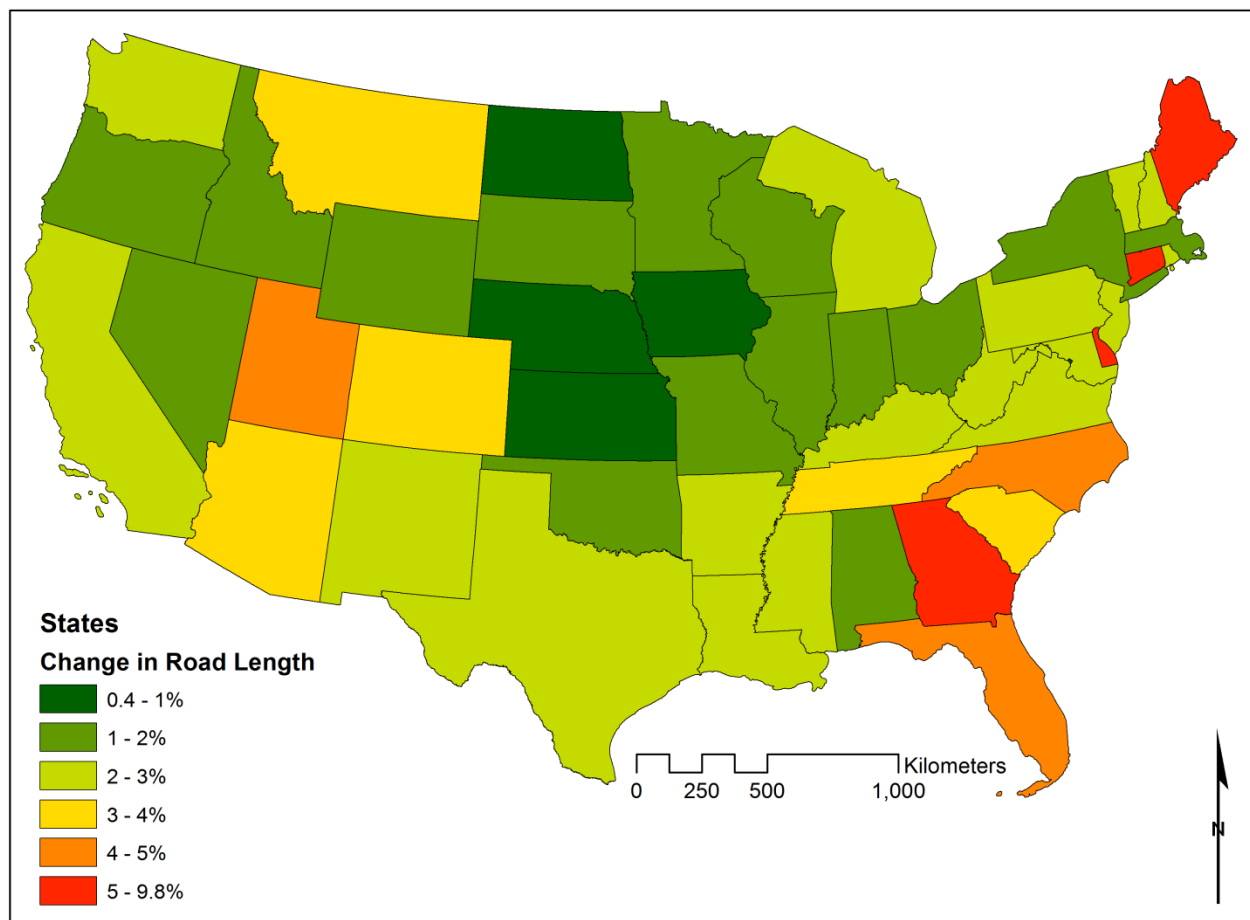 States
Change in Road Length
0.4 - 1%
1 - 2%
2 - 3%
3 - 4%
4 - 5%
5 - 9.8%
Kilometers
0 250 500 1,000
N